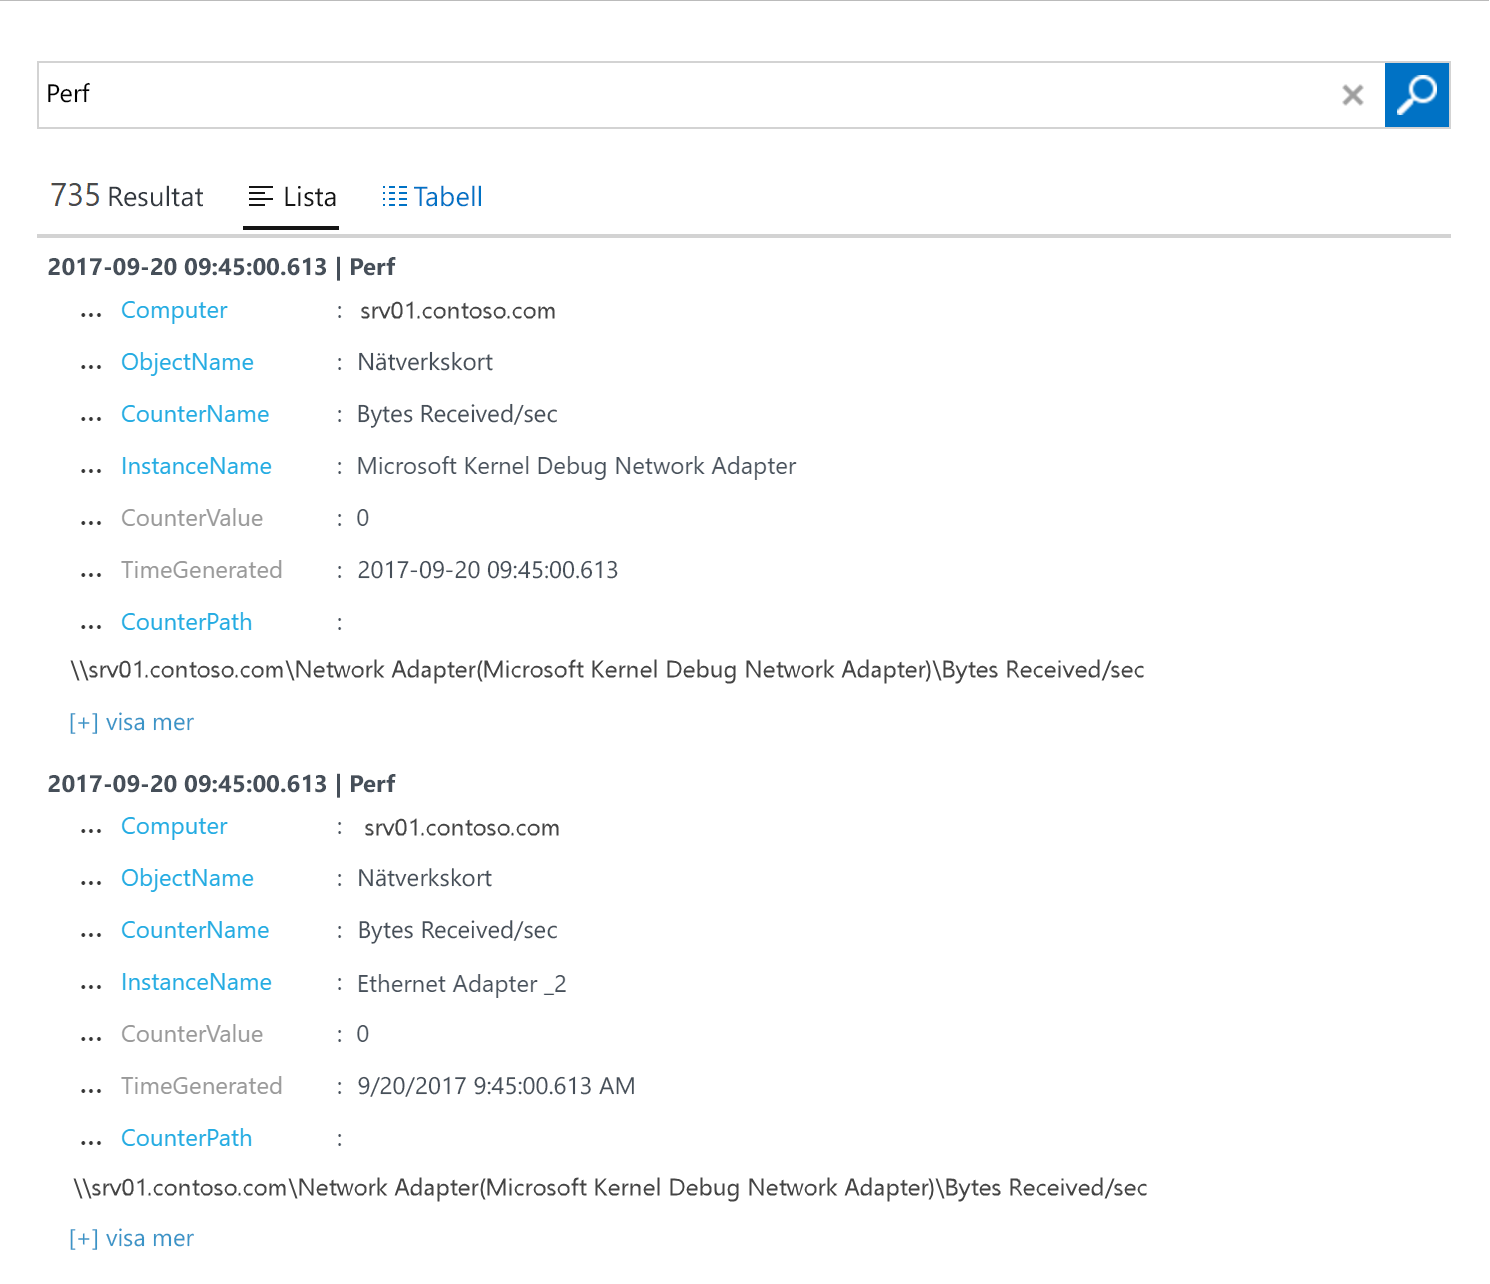 Perf
735 Resultat Lista Tabell
2017-09-20 09:45:00.613 | Perf
... Computer : srv01.contoso.com
... ObjectName : Nätverkskort
... CounterName : Bytes Received/sec
... InstanceName : Microsoft Kernel Debug Network Adapter
... CounterValue : 0
... TimeGenerated : 2017-09-20 09:45:00.613
... CounterPath :
\\srv01.contoso.com\Network Adapter(Microsoft Kernel Debug Network Adapter)\Bytes Received/sec
[+] visa mer
2017-09-20 09:45:00.613 | Perf
... Computer : srv01.contoso.com
... ObjectName : Nätverkskort
... CounterName : Bytes Received/sec
... InstanceName : Ethernet Adapter _2
... CounterValue : 0
... TimeGenerated : 9/20/2017 9:45:00.613 AM
... CounterPath :
\\srv01.contoso.com\Network Adapter(Microsoft Kernel Debug Network Adapter)\Bytes Received/sec
[+] visa mer